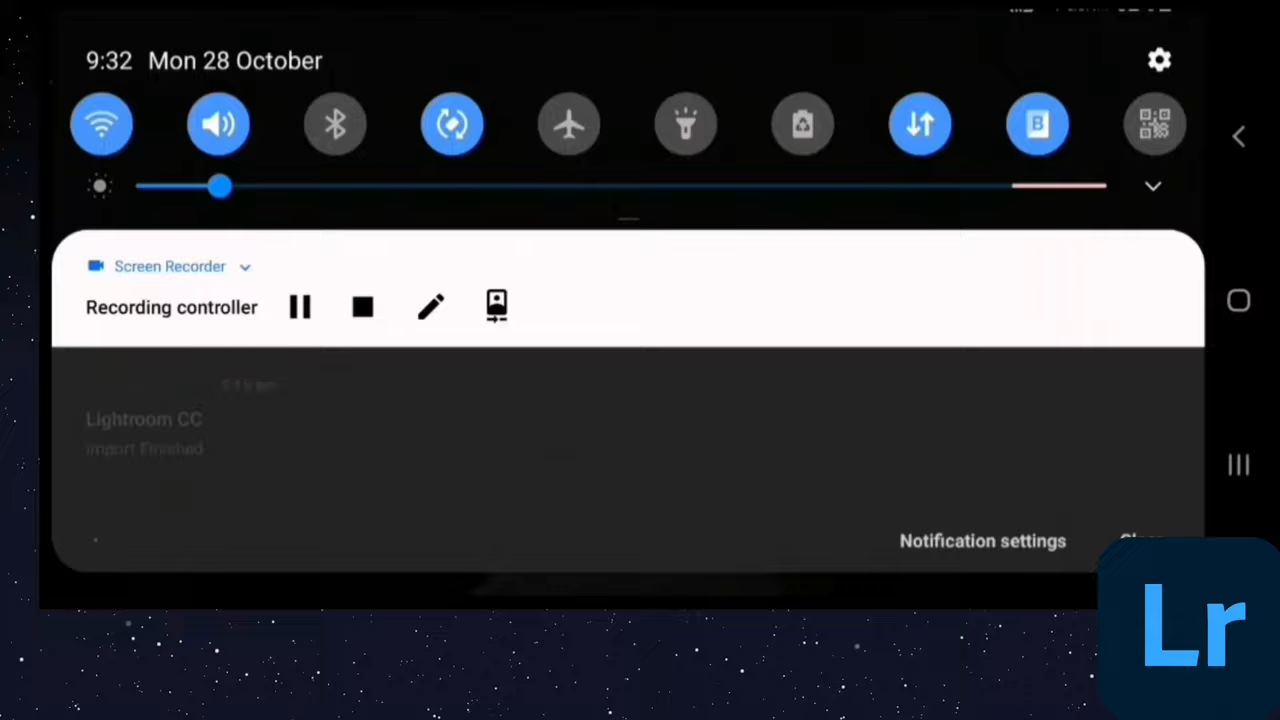 9:32 Mon 28 October
Screen Recorder
Recording controller
Lightroom CC
Import Finished
Notification settings
Lr